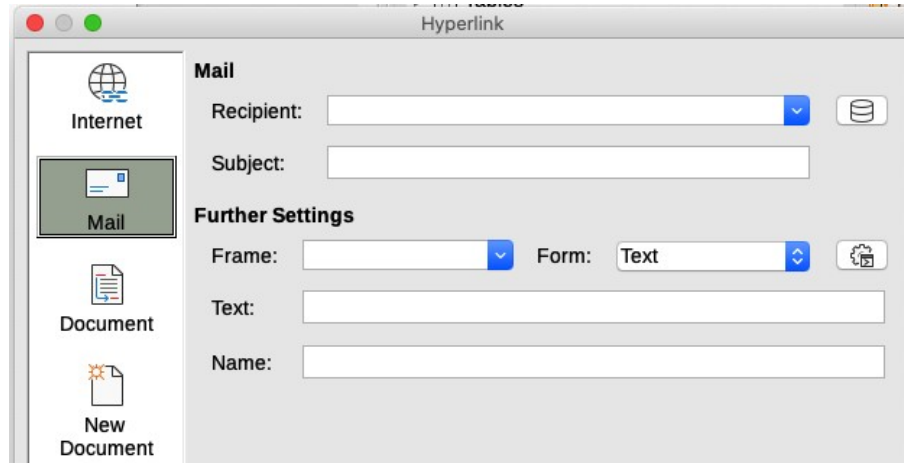 Hyperlink
Internet
Mail
Document
New
Document
Mail
Recipient:
Subject:
Further Settings
Frame:
Form: Text
Text:
Name: